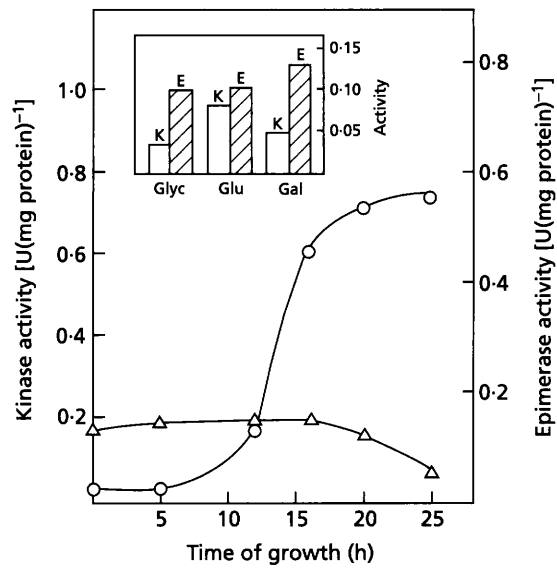 Kinase activity [U(mg protein)⁻¹]
1·0
0·8
0·6
0·4
0·2
K E
K E
K E
Glyc Glu Gal
0·15
0·10
0·05
Activity
0·8
0·6
0·4
0·2
Epimerase activity [U(mg protein)⁻¹]
5 10 15 20 25
Time of growth (h)